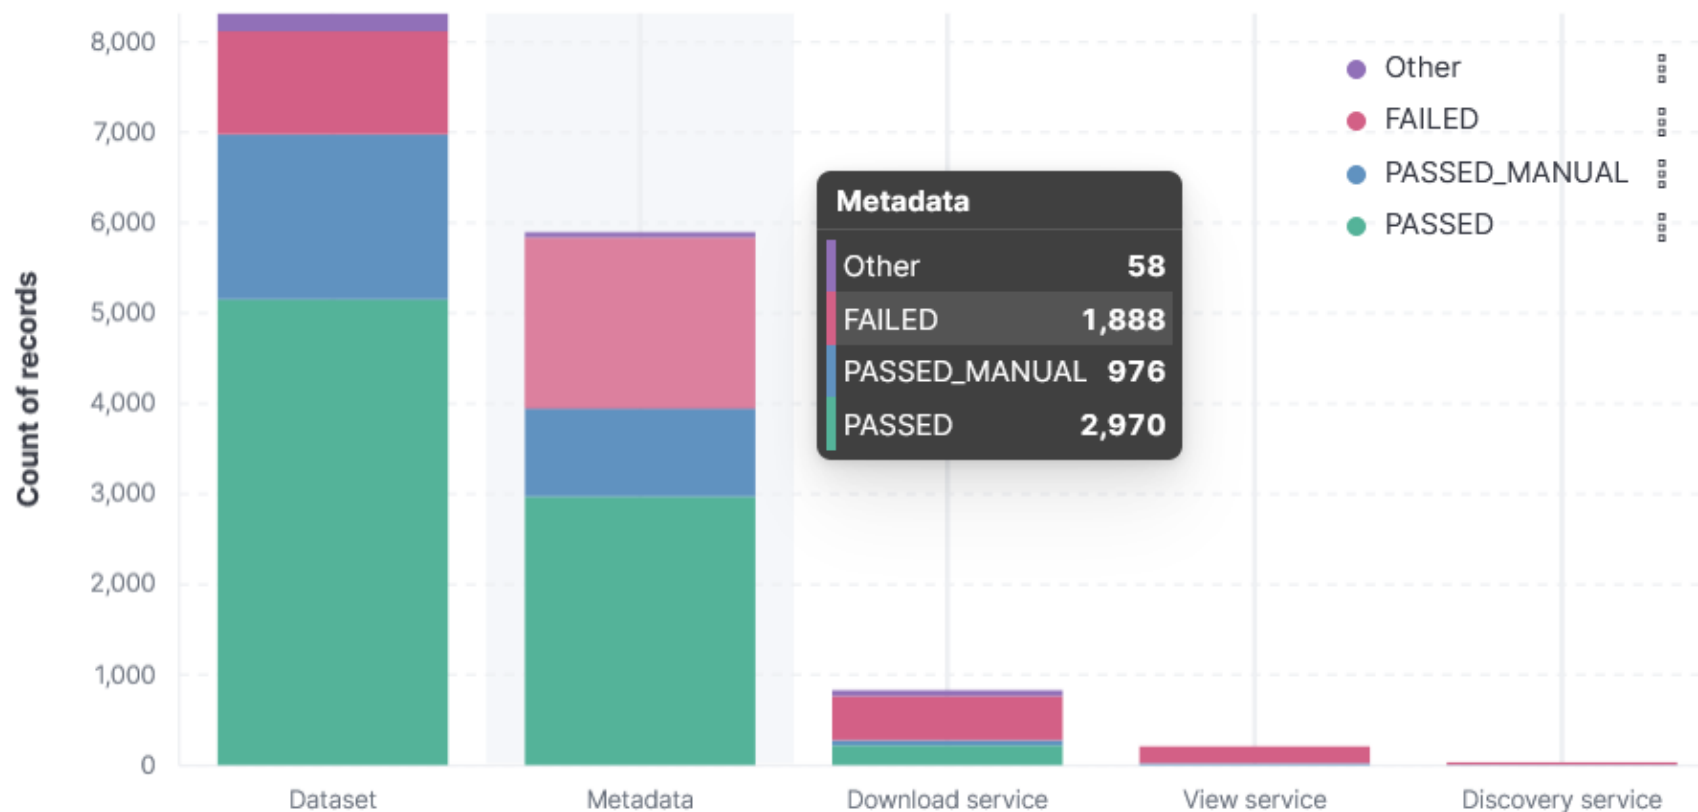 Count of records
8,000
7,000
6,000
5,000
4,000
3,000
2,000
1,000
0
Other
FAILED
PASSED_MANUAL
PASSED
Metadata
Other 58
FAILED 1,888
PASSED_MANUAL 976
PASSED 2,970
Dataset
Metadata
Download service
View service
Discovery service